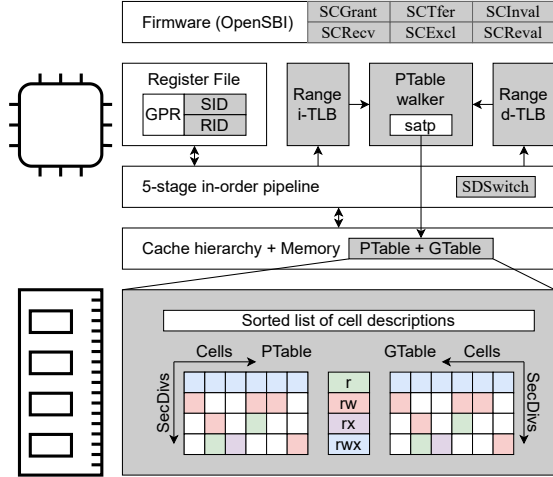 Firmware (OpenSBI)
SCGrant SCTfer SCInval
SCRecv SCExcl SCReval
Register File
GPR
SID
RID
Range
i-TLB
PTable
walker
satp
Range
d-TLB
5-stage in-order pipeline
SDSwitch
Cache hierarchy + Memory
PTable + GTable
Sorted list of cell descriptions
Cells PTable
GTable Cells
SecDivs
r
rw
rx
rwx
SecDivs